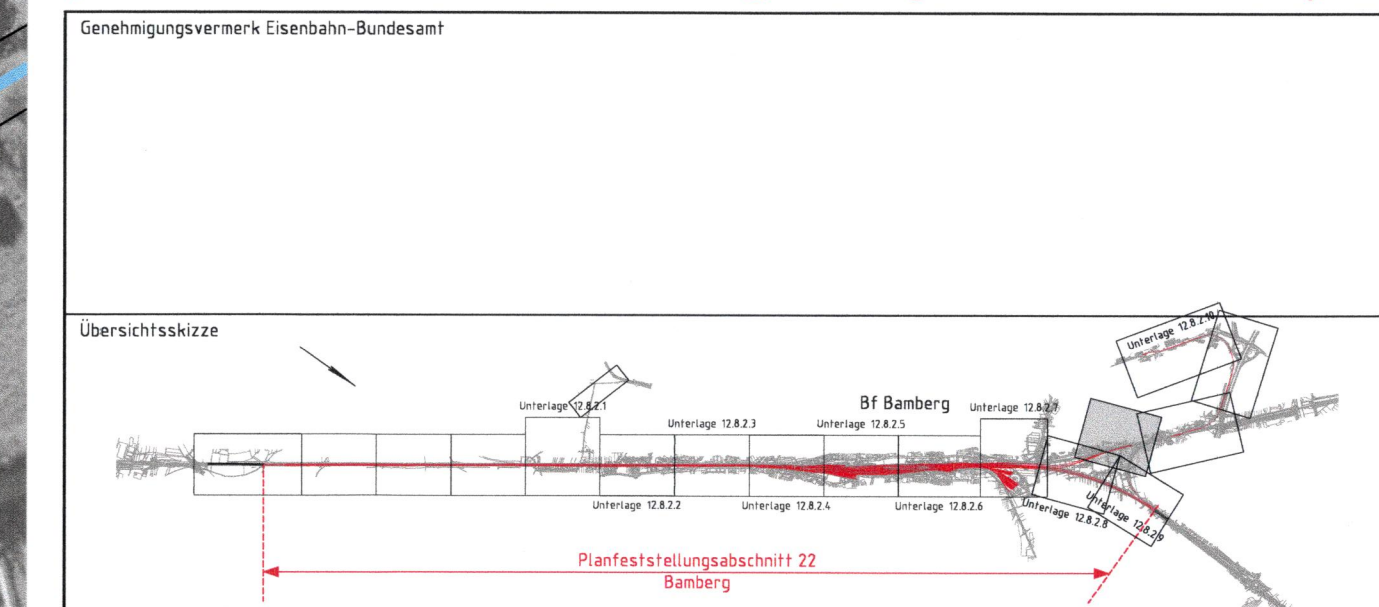 Genehmigungsvermerk Eisenbahn-Bundesamt
Übersichtsskizze
Unterlage 12.8.2.10
Unterlage 12.8.2.1
Unterlage 12.8.2.3
Bf Bamberg
Unterlage 12.8.2.5
Unterlage 12.8.2.7
Unterlage 12.8.2.2
Unterlage 12.8.2.4
Unterlage 12.8.2.6
Unterlage 12.8.2.8
Unterlage 12.8.2.9
Planfeststellungsabschnitt 22
Bamberg